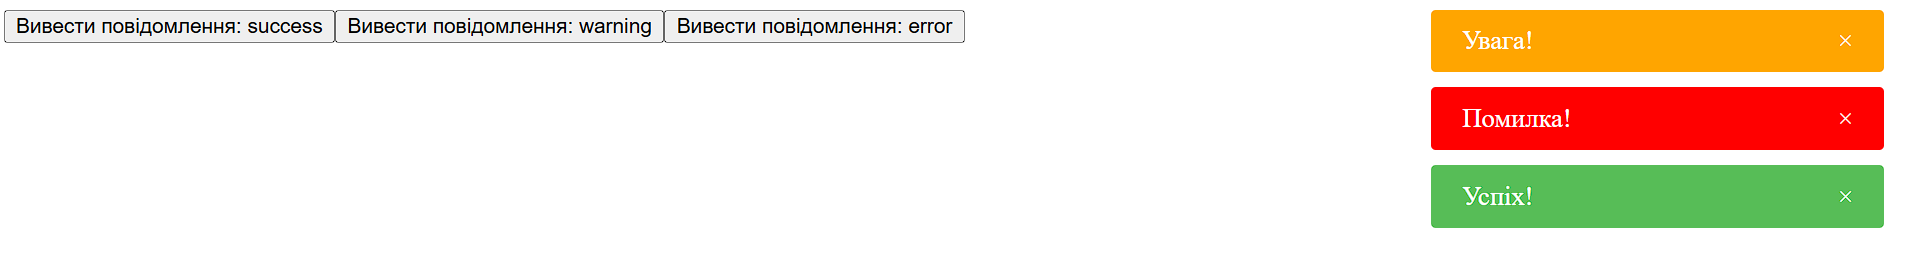 Вивести повідомлення: success
Вивести повідомлення: warning
Вивести повідомлення: error
Увага! ×
Помилка! ×
Успіх! ×